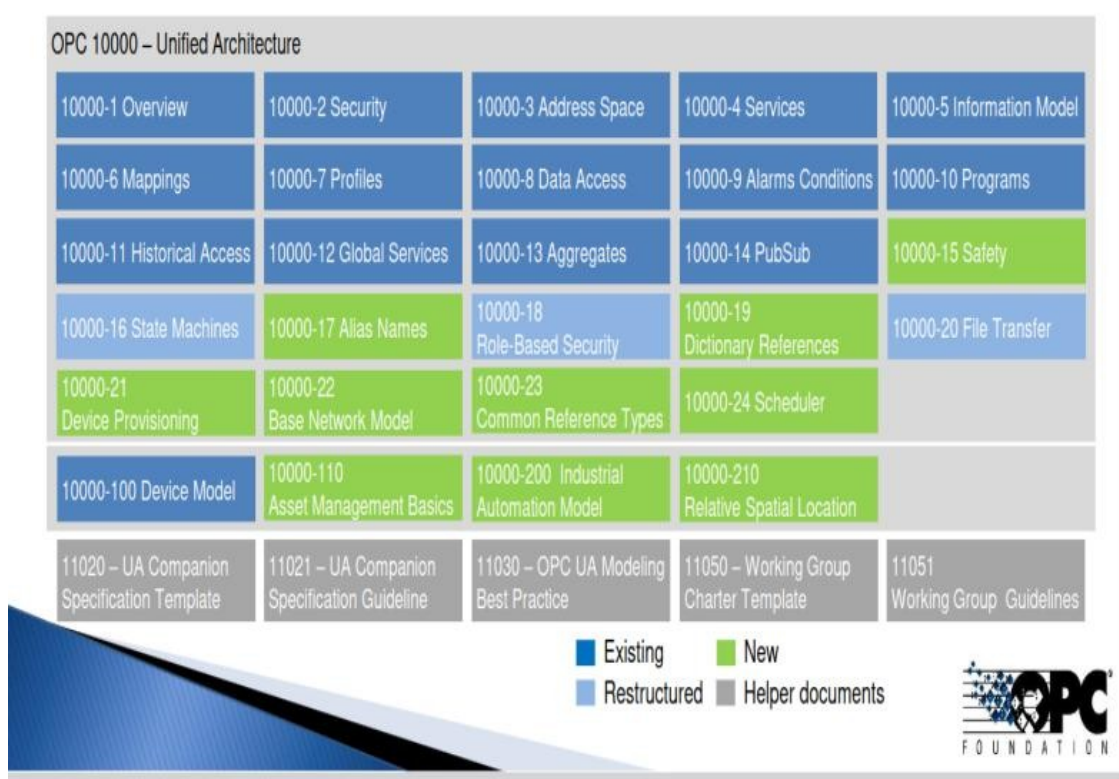 OPC 10000 – Unified Architecture
10000-1 Overview
10000-2 Security
10000-3 Address Space
10000-4 Services
10000-5 Information Model
10000-6 Mappings
10000-7 Profiles
10000-8 Data Access
10000-9 Alarms Conditions
10000-10 Programs
10000-11 Historical Access
10000-12 Global Services
10000-13 Aggregates
10000-14 PubSub
10000-15 Safety
10000-16 State Machines
10000-17 Alias Names
10000-18
Role-Based Security
10000-19
Dictionary References
10000-20 File Transfer
10000-21
Device Provisioning
10000-22
Base Network Model
10000-23
Common Reference Types
10000-24 Scheduler
10000-100 Device Model
10000-110
Asset Management Basics
10000-200 Industrial
Automation Model
10000-210
Relative Spatial Location
11020 – UA Companion
Specification Template
11021 – UA Companion
Specification Guideline
11030 – OPC UA Modeling
Best Practice
11050 – Working Group
Charter Template
11051
Working Group Guidelines
Existing
New
Restructured
Helper documents
OPC
FOUNDATION